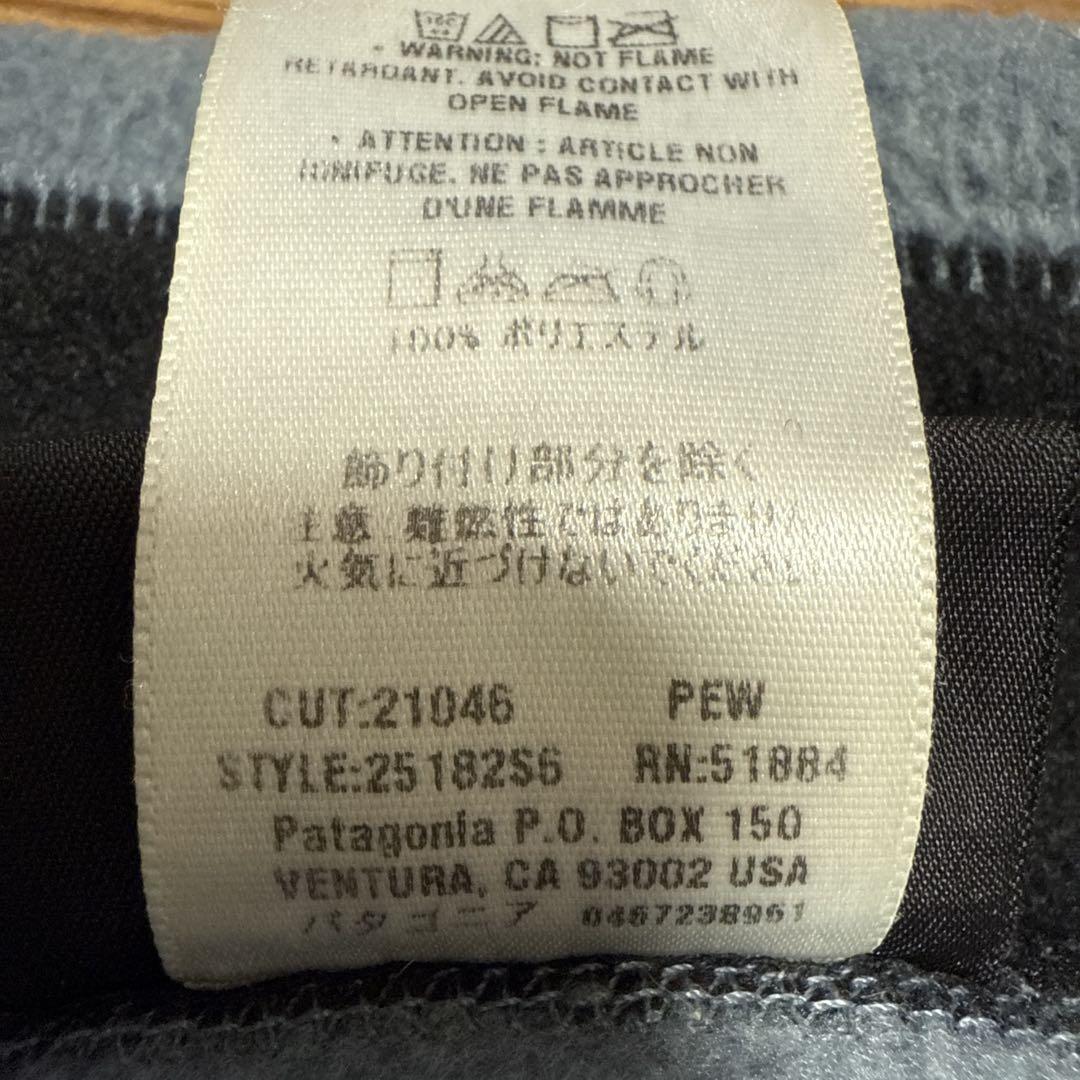 • WARNING: NOT FLAME
RETARDANT. AVOID CONTACT WITH
OPEN FLAME
• ATTENTION : ARTICLE NON
ININIFUGE. NE PAS APPROCHER
D'UNE FLAMME
100% ポリエステル
飾り付け部分を除く
注意 難燃性ではありません
火気に近づけないでください
CUT:21046 PEW
STYLE:25182S6 RN:51884
Patagonia P.O. BOX 150
VENTURA, CA 93002 USA
パタゴニア 0467238961